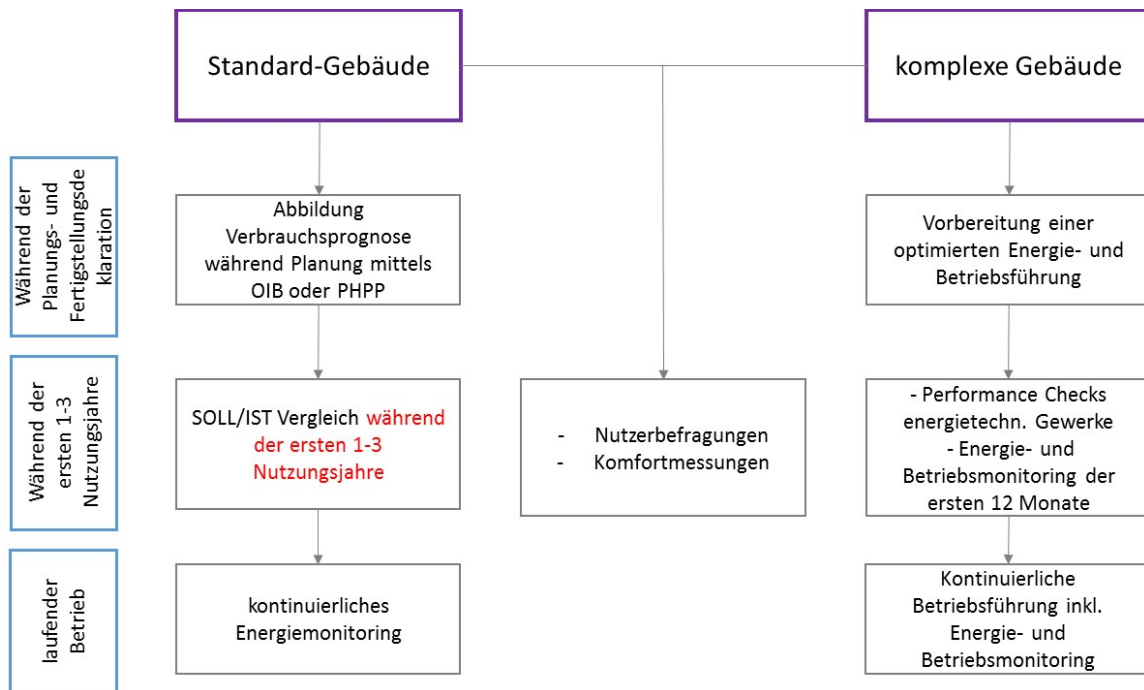 Standard-Gebäude
komplexe Gebäude
Während der
Planungs- und
Fertigstellungsde
klaration
Abbildung
Verbrauchsprognose
während Planung mittels
OIB oder PHPP
Vorbereitung einer
optimierten Energie- und
Betriebsführung
Während der
ersten 1-3
Nutzungsjahre
SOLL/IST Vergleich während
der ersten 1-3
Nutzungsjahre
- Nutzerbefragungen
- Komfortmessungen
- Performance Checks
energietechn. Gewerke
- Energie- und
Betriebsmonitoring der
ersten 12 Monate
laufender
Betrieb
kontinuierliches
Energiemonitoring
Kontinuierliche
Betriebsführung inkl.
Energie- und
Betriebsmonitoring